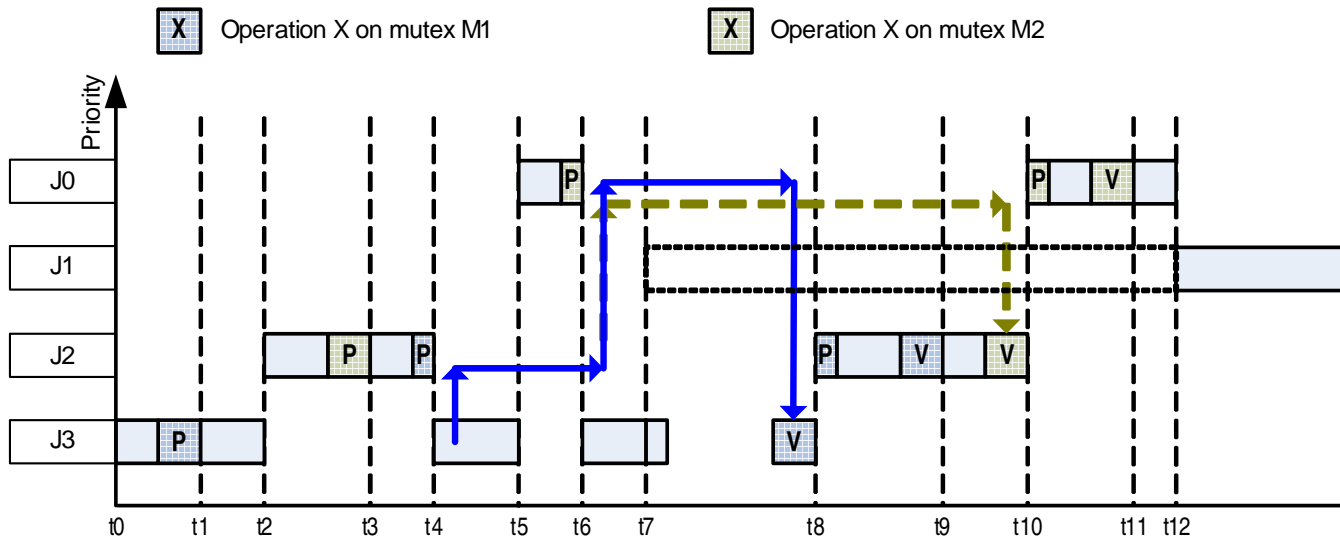 X Operation X on mutex M1
X Operation X on mutex M2
Priority
J0 P P V
J1
J2 P P P V V
J3 P V
t0 t1 t2 t3 t4 t5 t6 t7 t8 t9 t10 t11 t12